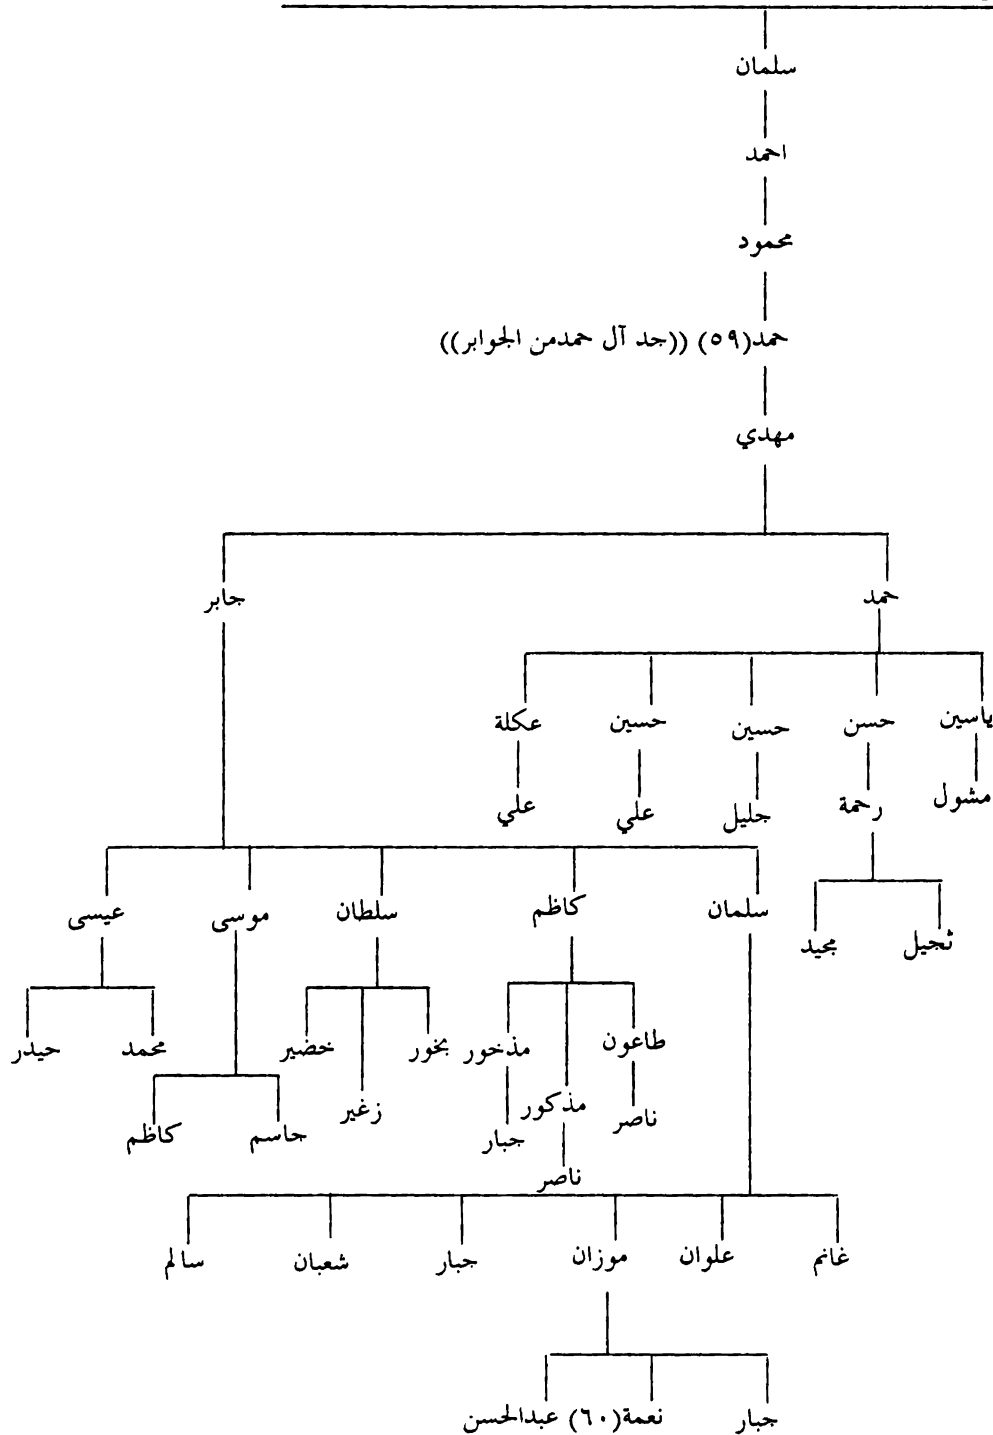 سلمان
احمد
محمود
حمد(٥٩) ((جد آل حمدمن الجوابر))
مهدي
حمد جابر
ياسين حسن حسين حسين عكلة
مشول رحمة جليل علي علي
سلمان كاظم سلطان موسى عيسى
ثجيل مجيد
طاعون مذخور بخور خضير محمد حيدر
ناصر مذكور جبار زغير جاسم كاظم
ناصر
غانم علوان موزان جبار شعبان سالم
جبار نعمة(٦٠) عبدالحسن